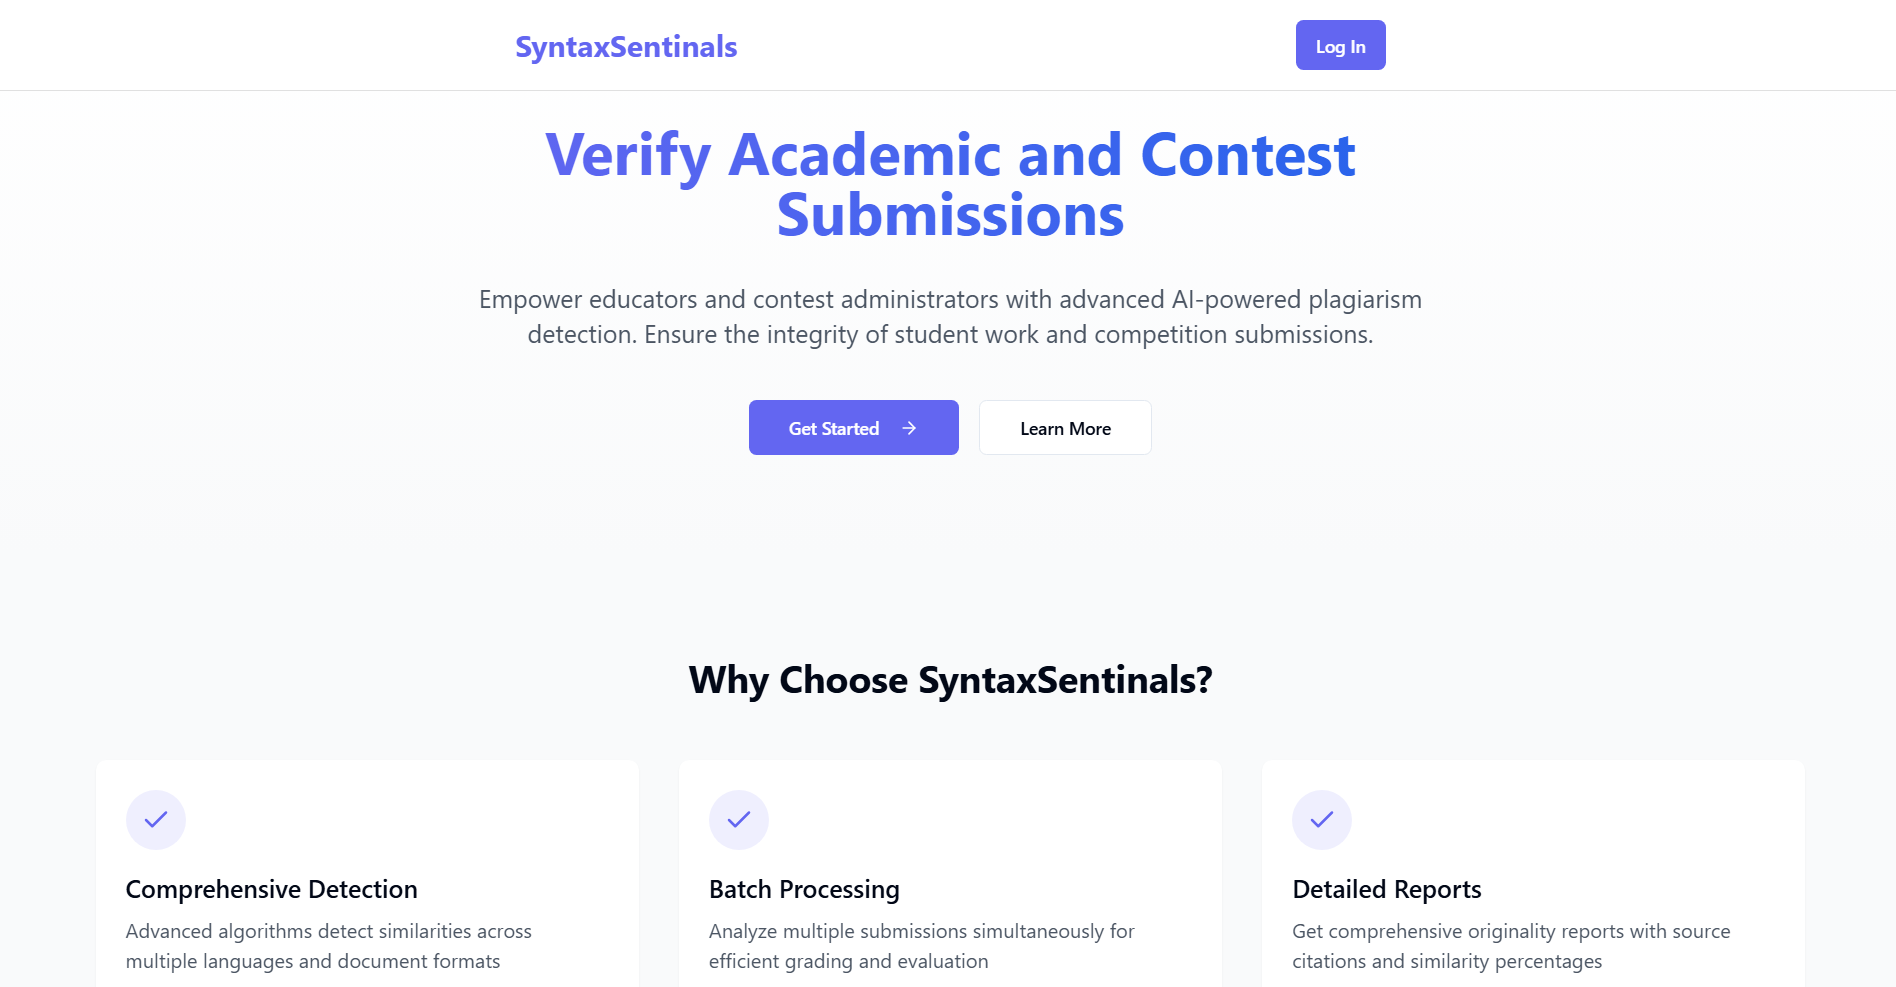 SyntaxSentinals
Log In
Verify Academic and Contest
Submissions
Empower educators and contest administrators with advanced AI-powered plagiarism
detection. Ensure the integrity of student work and competition submissions.
Get Started
Learn More
Why Choose SyntaxSentinals?
Comprehensive Detection
Advanced algorithms detect similarities across
multiple languages and document formats
Batch Processing
Analyze multiple submissions simultaneously for
efficient grading and evaluation
Detailed Reports
Get comprehensive originality reports with source
citations and similarity percentages